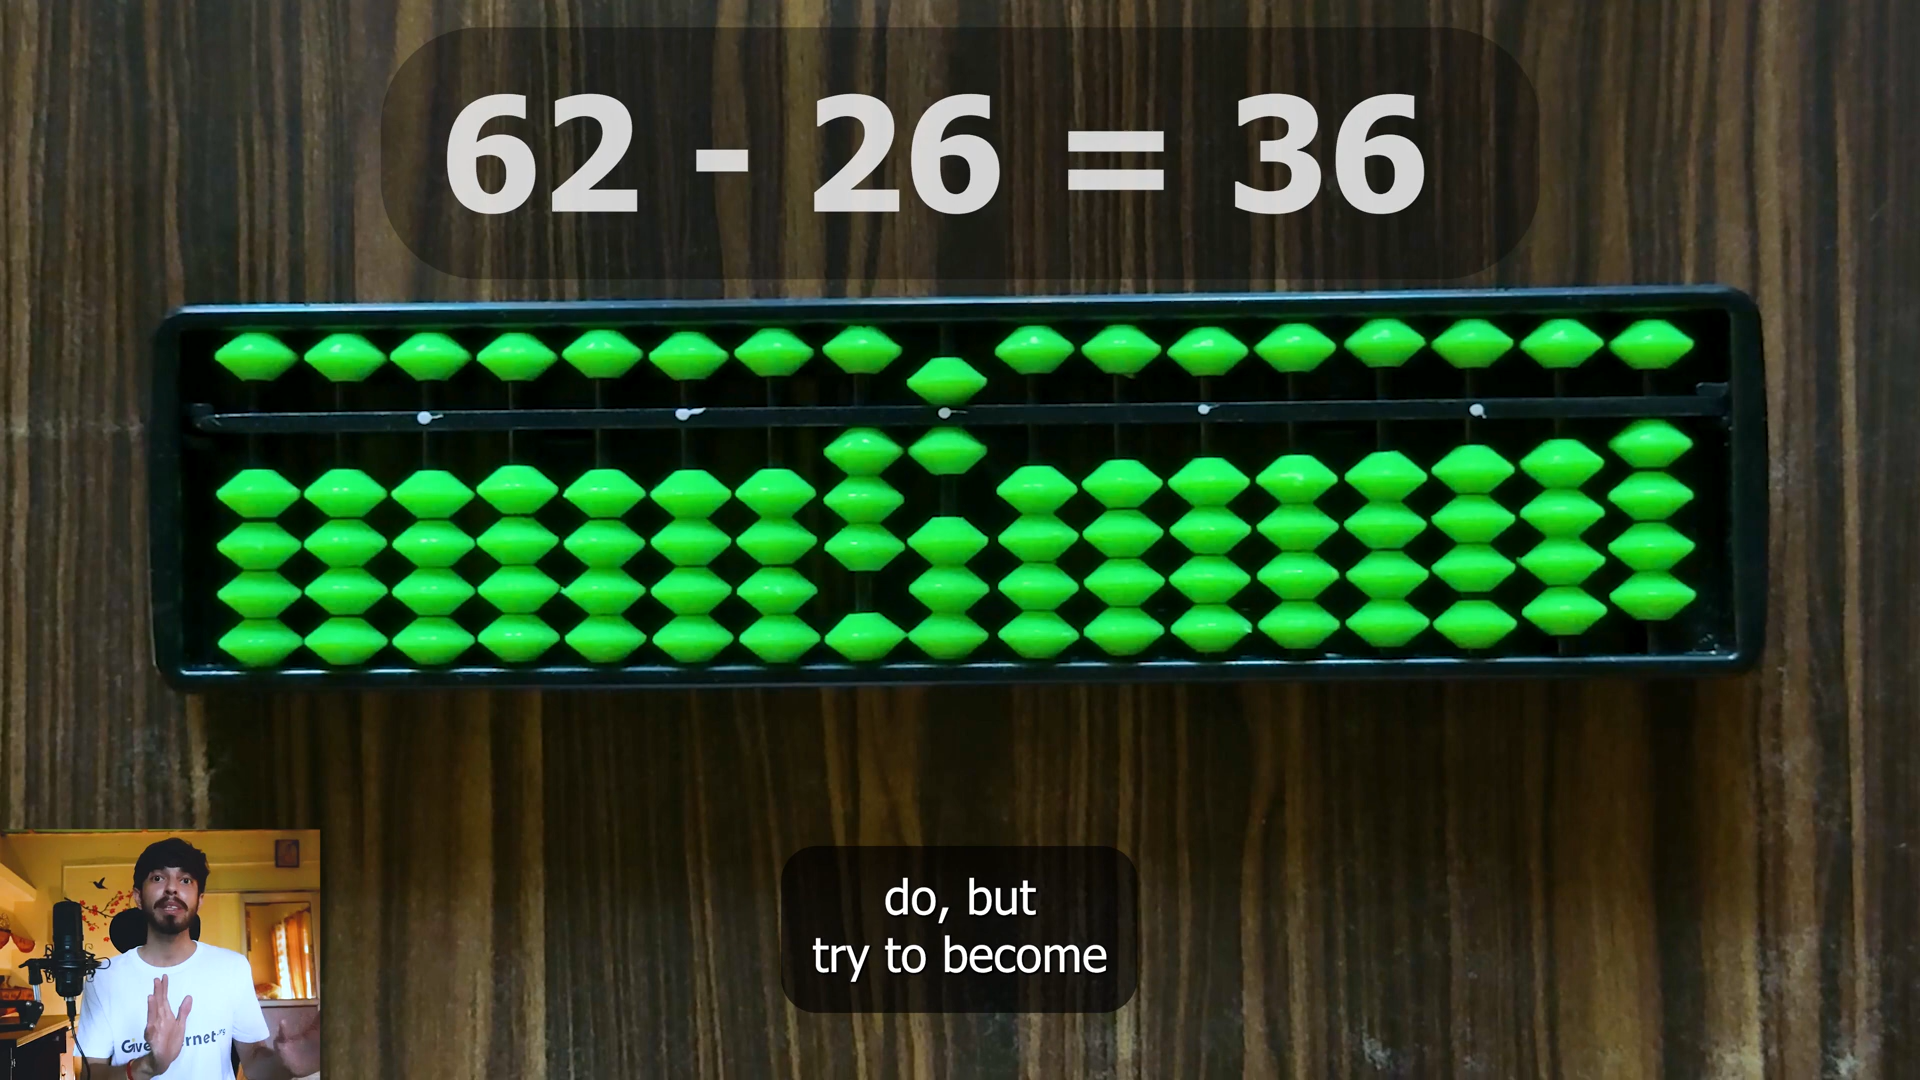 62 - 26 = 36
do, but
try to become